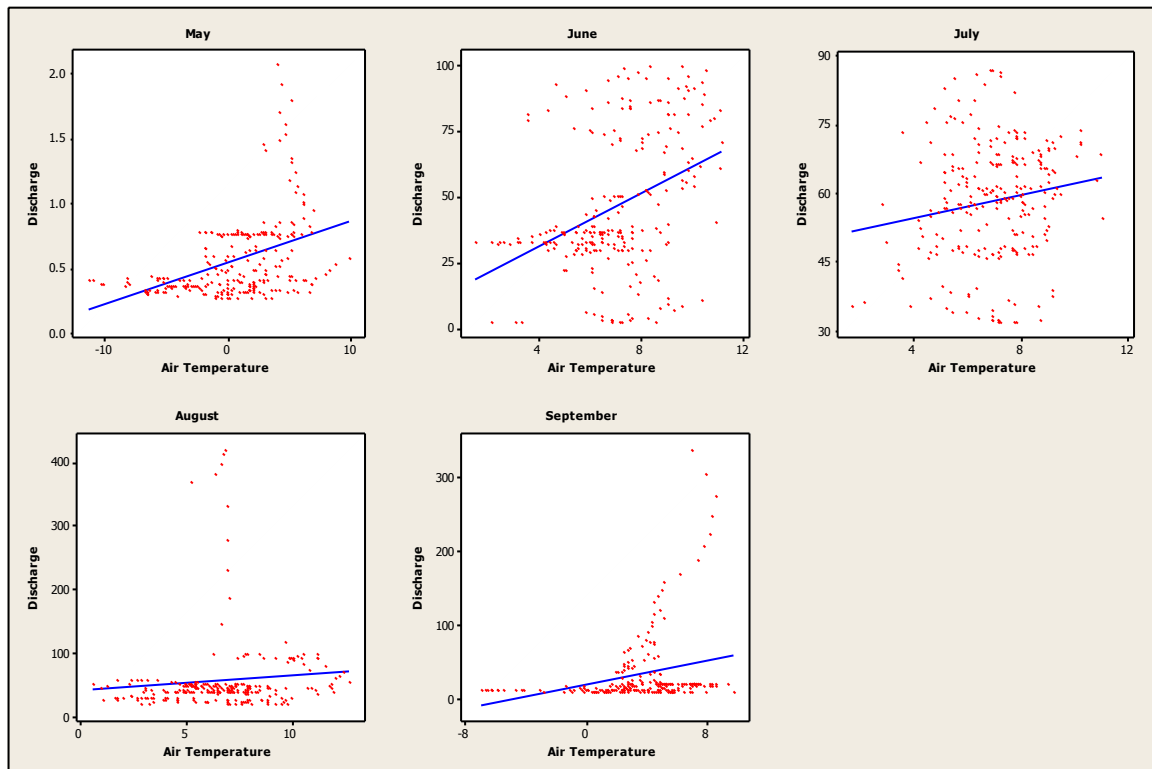 May
June
July
2.0
1.5
1.0
0.5
0.0
Discharge
-10
0
10
Air Temperature
100
75
50
25
0
Discharge
4
8
12
Air Temperature
90
75
60
45
30
Discharge
4
8
12
Air Temperature
August
September
400
300
200
100
0
Discharge
0
5
10
Air Temperature
300
200
100
0
Discharge
-8
0
8
Air Temperature